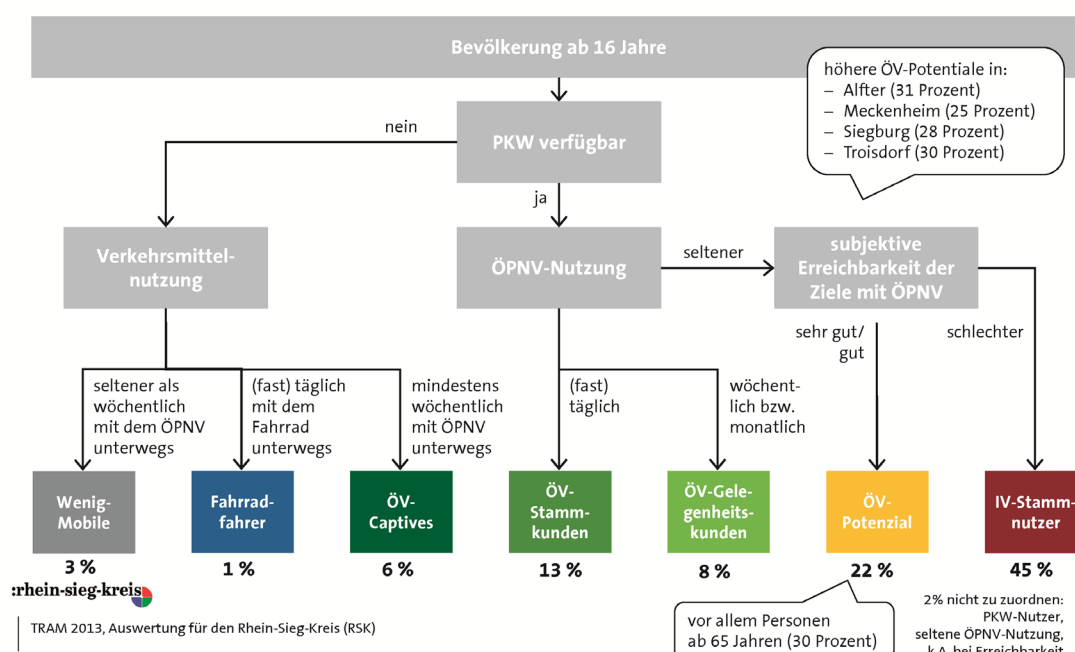 Bevölkerung ab 16 Jahre
höhere ÖV-Potentiale in:
– Alfter (31 Prozent)
– Meckenheim (25 Prozent)
– Siegburg (28 Prozent)
– Troisdorf (30 Prozent)
nein
PKW verfügbar
ja
Verkehrsmittel-
nutzung
ÖPNV-Nutzung
seltener
subjektive
Erreichbarkeit der
Ziele mit ÖPNV
sehr gut/
gut
schlechter
seltener als
wöchentlich
mit dem ÖPNV
unterwegs
(fast) täglich
mit dem
Fahrrad
unterwegs
mindestens
wöchentlich
mit ÖPNV
unterwegs
(fast)
täglich
wöchent-
lich bzw.
monatlich
Wenig-
Mobile
Fahrrad-
fahrer
ÖV-
Captives
ÖV-
Stamm-
kunden
ÖV-Gele-
genheits-
kunden
ÖV-
Potenzial
IV-Stamm-
nutzer
3 %
1 %
6 %
13 %
8 %
22 %
45 %
:rhein-sieg-kreis
TRAM 2013, Auswertung für den Rhein-Sieg-Kreis (RSK)
vor allem Personen
ab 65 Jahren (30 Prozent)
2% nicht zu zuordnen:
PKW-Nutzer,
seltene ÖPNV-Nutzung,
k.A. bei Erreichbarkeit